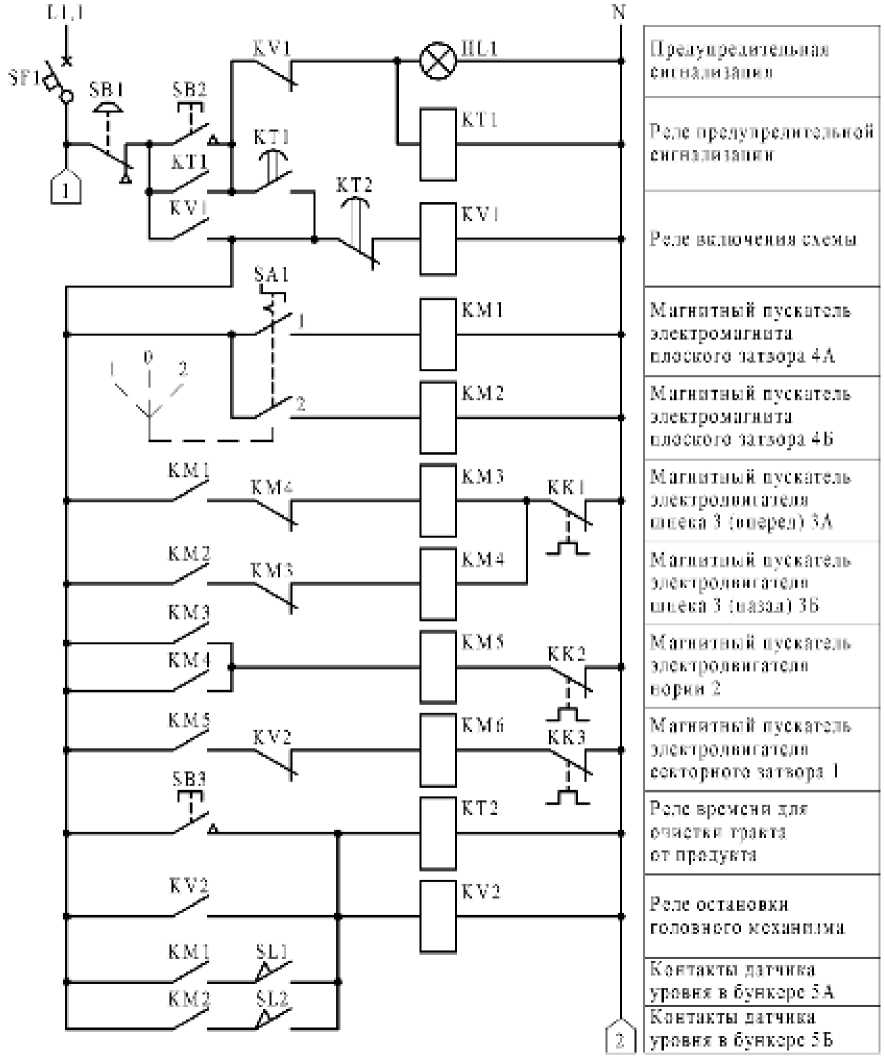 L1,1
N
KV1
HL1
SF1
SB1
SB2
KT1
KT1
KT1
1
KT2
KV1
KV1
SA1
KM1
1
1
0
2
KM2
2
KM1
KM4
KM3
KK1
KM2
KM3
KM4
KM3
KM4
KM5
KK2
KM5
KV2
KM6
KK3
SB3
KT2
KV2
KV2
KM1
SL1
KM2
SL2
2
Предупредительная
сигнализация
Реле предупредительной
сигнализации
Реле включения схемы
Магнитный пускатель
электромагнита
плоского затвора 4А
Магнитный пускатель
электромагнита
плоского затвора 4Б
Магнитный пускатель
электродвигателя
шнека 3 (вперед) 3А
Магнитный пускатель
электродвигателя
шнека 3 (назад) 3Б
Магнитный пускатель
электродвигателя
нории 2
Магнитный пускатель
электродвигателя
секторного затвора 1
Реле времени для
очистки тракта
от продукта
Реле остановки
головного механизма
Контакты датчика
уровня в бункере 5А
Контакты датчика
уровня в бункере 5Б